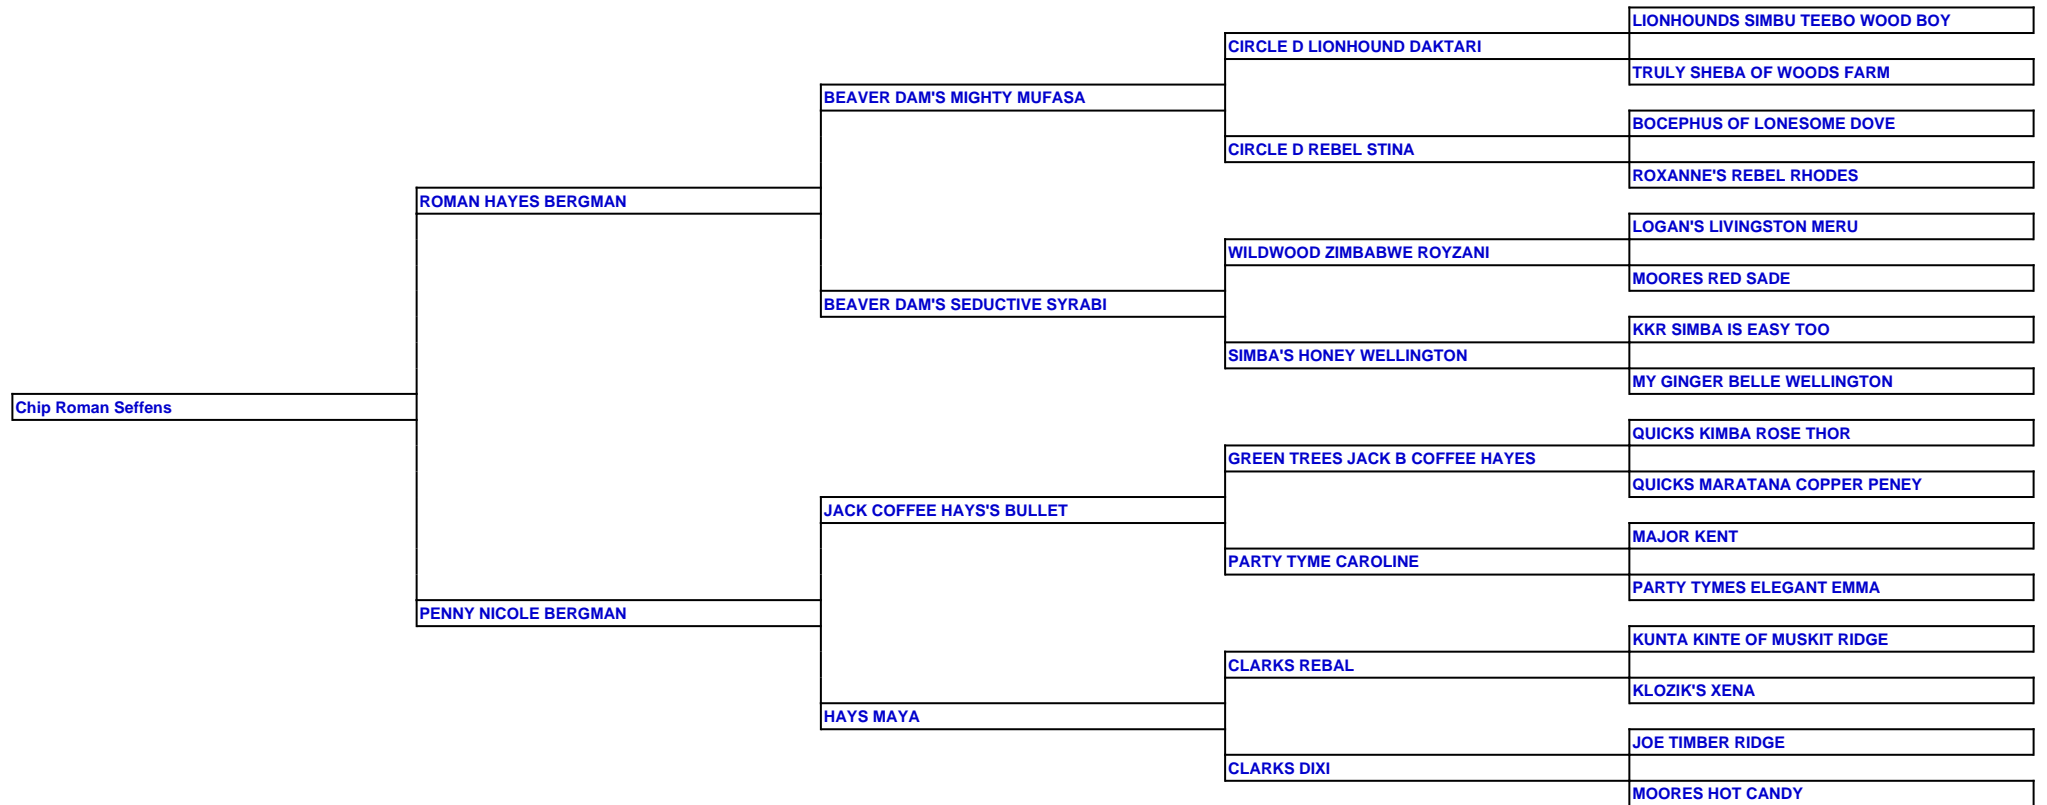 LIONHOUNDS SIMBU TEEBO WOOD BOY
CIRCLE D LIONHOUND DAKTARI
TRULY SHEBA OF WOODS FARM
BEAVER DAM'S MIGHTY MUFASA
BOCEPHUS OF LONESOME DOVE
CIRCLE D REBEL STINA
ROXANNE'S REBEL RHODES
ROMAN HAYES BERGMAN
LOGAN'S LIVINGSTON MERU
WILDWOOD ZIMBABWE ROYZANI
MOORES RED SADE
BEAVER DAM'S SEDUCTIVE SYRABI
KKR SIMBA IS EASY TOO
SIMBA'S HONEY WELLINGTON
MY GINGER BELLE WELLINGTON
Chip Roman Seffens
QUICKS KIMBA ROSE THOR
GREEN TREES JACK B COFFEE HAYES
QUICKS MARATANA COPPER PENEY
JACK COFFEE HAYS'S BULLET
MAJOR KENT
PARTY TYME CAROLINE
PARTY TYMES ELEGANT EMMA
PENNY NICOLE BERGMAN
KUNTA KINTE OF MUSKIT RIDGE
CLARKS REBAL
KLOZIK'S XENA
HAYS MAYA
JOE TIMBER RIDGE
CLARKS DIXI
MOORES HOT CANDY